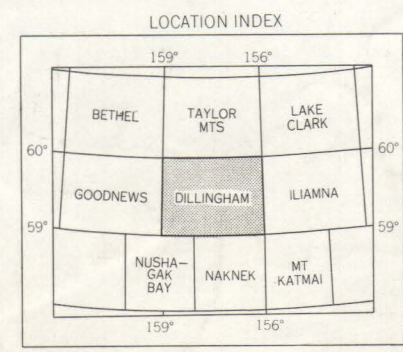 LOCATION INDEX
159° 156°
BETHEL
TAYLOR
MTS
LAKE
CLARK
60° 60°
GOODNEWS
DILLINGHAM
ILIAMNA
59° 59°
NUSHA-
GAK
BAY
NAKNEK
MT
KATMAI
159° 156°